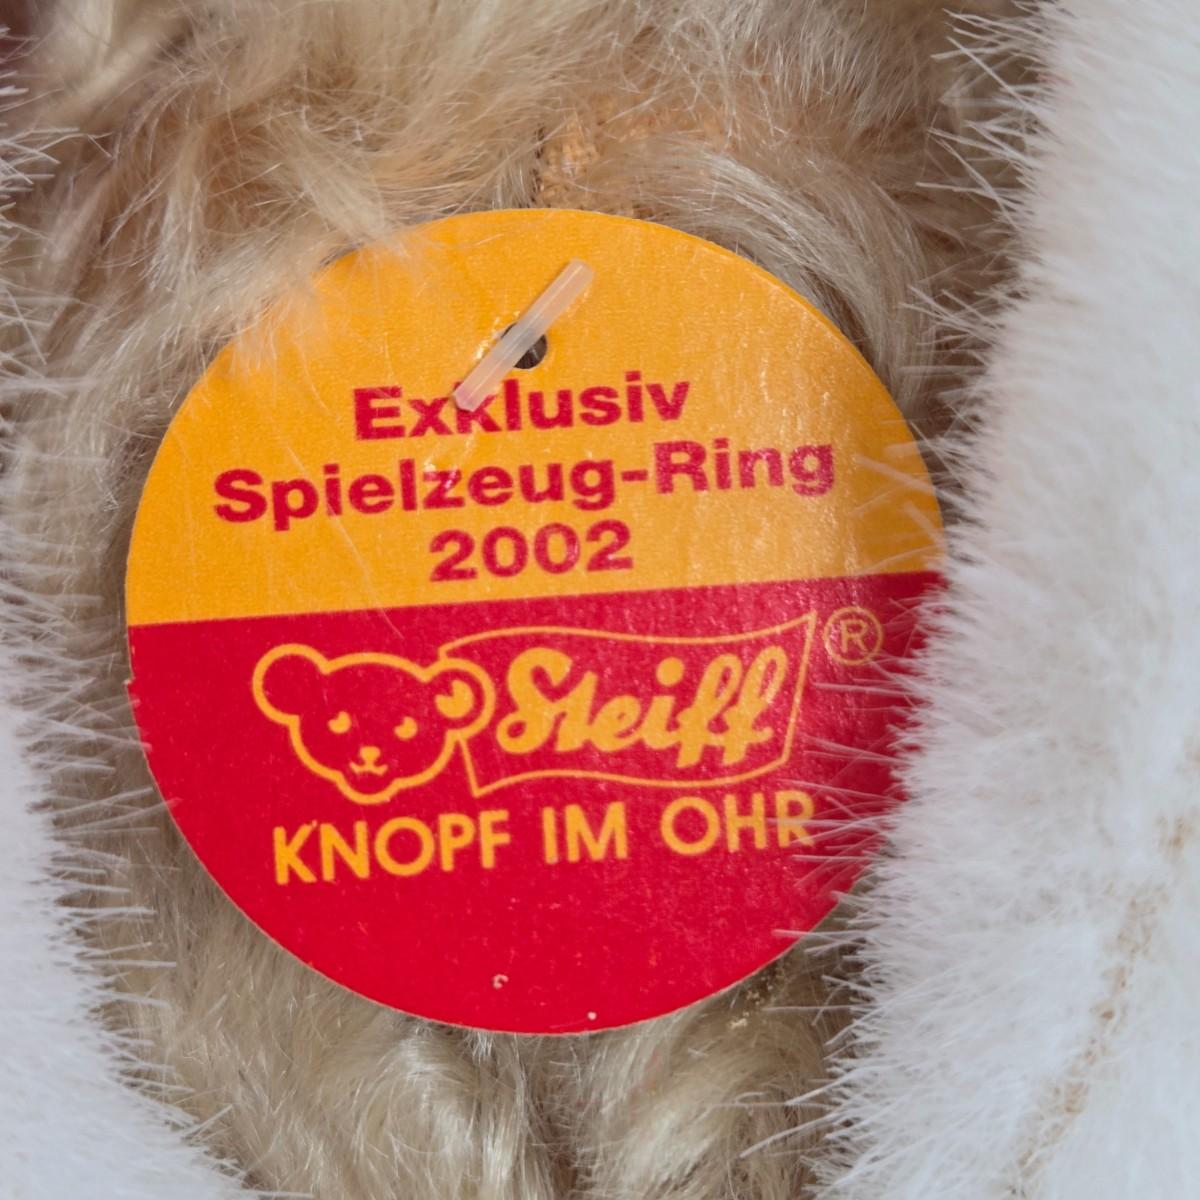 Exklusiv
Spielzeug-Ring
2002
Steiff ®
KNOPF IM OHR